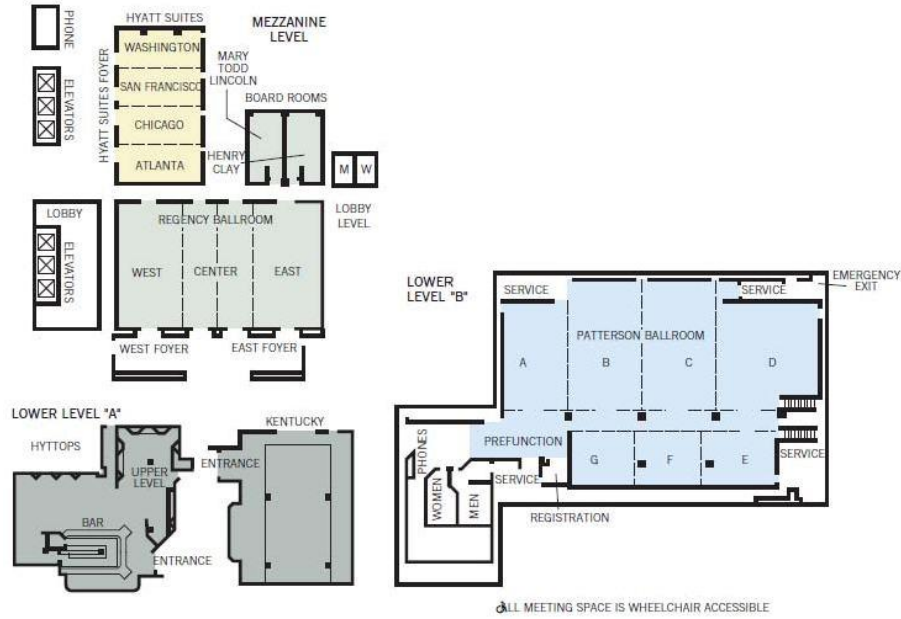 HYATT SUITES
MEZZANINE
LEVEL
PHONE
WASHINGTON
MARY
TODD
LINCOLN
ELEVATORS
HYATT SUITES FOYER
SAN FRANCISCO
BOARD ROOMS
CHICAGO
HENRY
CLAY
ATLANTA
M W
LOBBY
LEVEL
LOBBY
REGENCY BALLROOM
ELEVATORS
WEST
CENTER
EAST
WEST FOYER
EAST FOYER
LOWER
LEVEL "B"
SERVICE
SERVICE
EMERGENCY
EXIT
PATTERSON BALLROOM
A
B
C
D
PREFUNCTION
PHONES
G
F
E
SERVICE
SERVICE
WOMEN
MEN
REGISTRATION
LOWER LEVEL "A"
HYTTOPS
KENTUCKY
ENTRANCE
UPPER
LEVEL
BAR
ENTRANCE
ALL MEETING SPACE IS WHEELCHAIR ACCESSIBLE